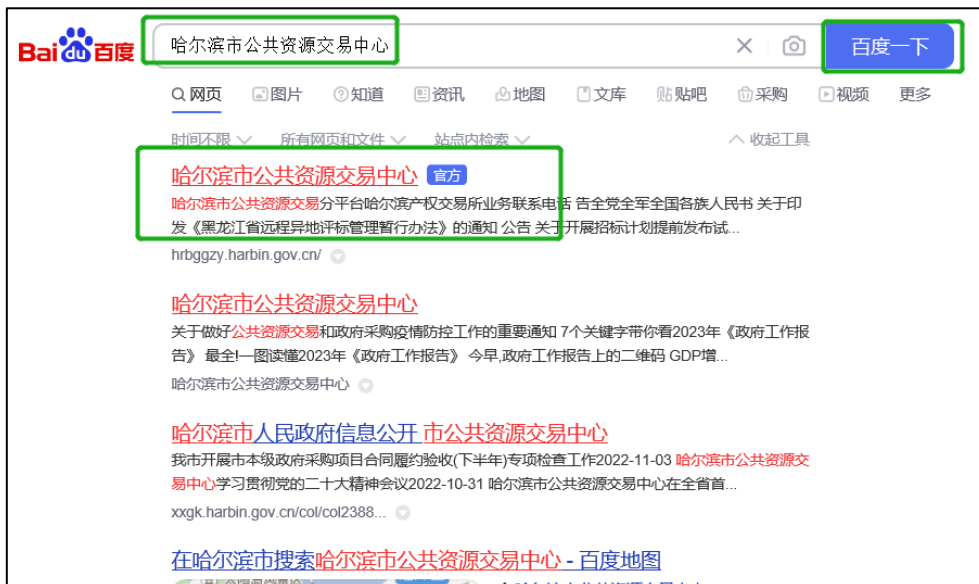 Bai du 百度 哈尔滨市公共资源交易中心 百度一下
网页 图片 知道 资讯 地图 文库 贴吧 采购 视频 更多
时间不限 所有网页和文件 站点内检索 收起工具
哈尔滨市公共资源交易中心 官方
哈尔滨市公共资源交易分平台哈尔滨产权交易所业务联系电话 告全党全军全国各族人民书 关于印
发《黑龙江省远程异地评标管理暂行办法》的通知 公告 关于开展招标计划提前发布试...
hrbggzy.harbin.gov.cn/
哈尔滨市公共资源交易中心
关于做好公共资源交易和政府采购疫情防控工作的重要通知 7个关键字带你看2023年《政府工作报
告》 最全!一图读懂2023年《政府工作报告》 今早,政府工作报告上的二维码 GDP增...
哈尔滨市公共资源交易中心
哈尔滨市人民政府信息公开 市公共资源交易中心
我市开展市本级政府采购项目合同履约验收(下半年)专项检查工作2022-11-03 哈尔滨市公共资源交
易中心学习贯彻党的二十大精神会议2022-10-31 哈尔滨市公共资源交易中心在全省首...
xxgk.harbin.gov.cn/col/col2388...
在哈尔滨市搜索哈尔滨市公共资源交易中心 - 百度地图